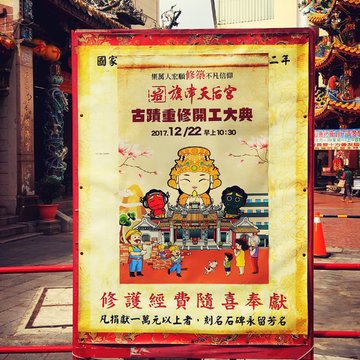 國家
二年
集萬人宏願修築不凡信仰
旗津天后宮
古蹟重修開工大典
2017.12/22 早上10:30
修護經費隨喜奉獻
凡捐獻一萬元以上者，刻名石碑永留芳名